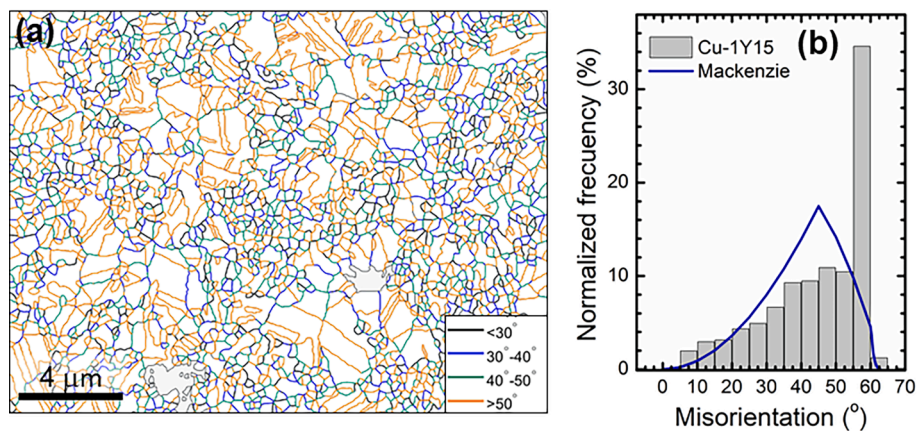 (a)
<30°
30°-40°
40°-50°
>50°
4 μm
(b)
Cu-1Y15
Mackenzie
Normalized frecuency (%)
30
20
10
0
0 10 20 30 40 50 60 70
Misorientation (°)